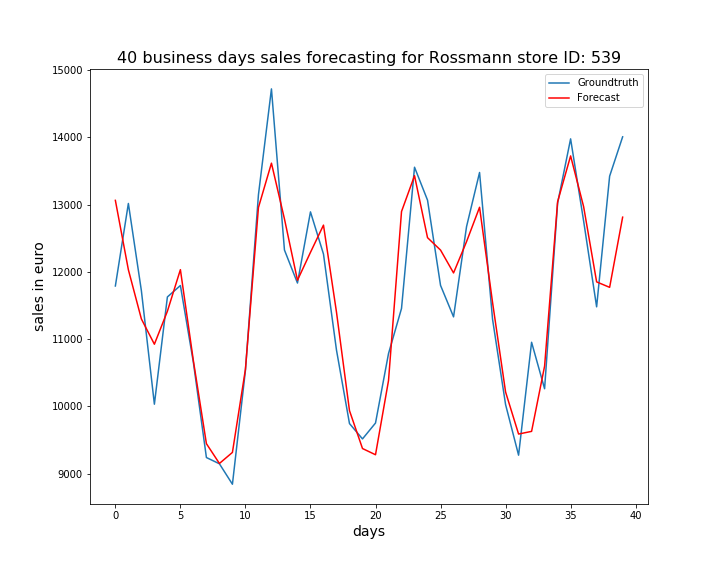 40 business days sales forecasting for Rossmann store ID: 539
Groundtruth
Forecast
sales in euro
15000
14000
13000
12000
11000
10000
9000
0 5 10 15 20 25 30 35 40
days